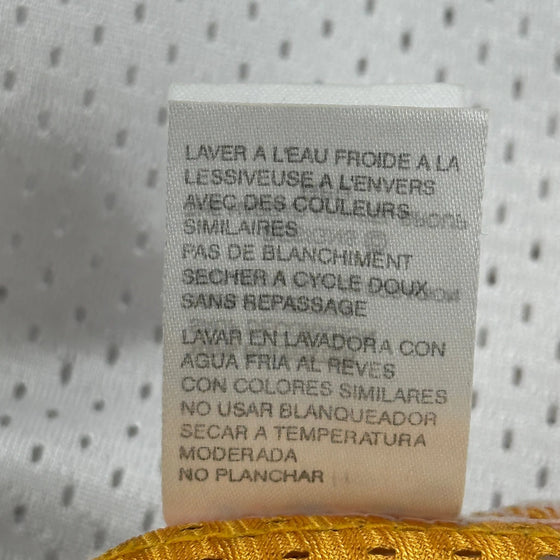 LAVER A L'EAU FROIDE A LA
LESSIVEUSE A L'ENVERS
AVEC DES COULEURS
SIMILAIRES
PAS DE BLANCHIMENT
SECHER A CYCLE DOUX
SANS REPASSAGE
LAVAR EN LAVADORA CON
AGUA FRIA AL REVES
CON COLORES SIMILARES
NO USAR BLANQUEADOR
SECAR A TEMPERATURA
MODERADA
NO PLANCHAR